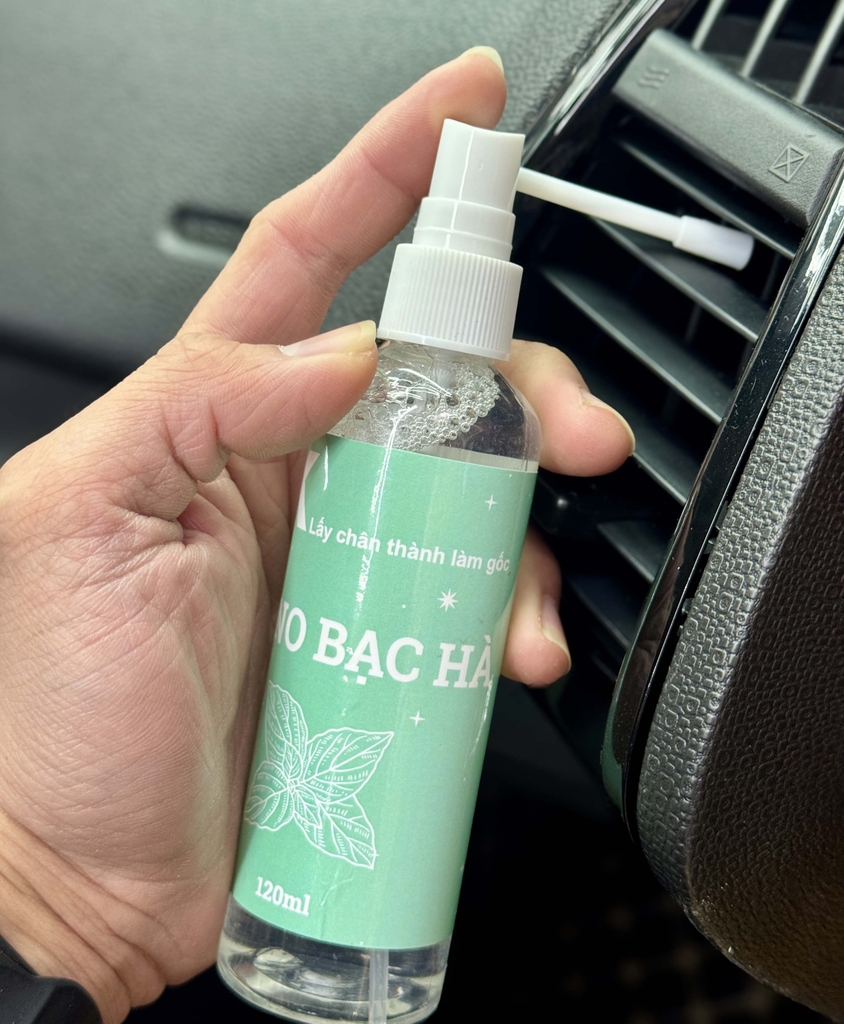 Lấy chân thành làm gốc
BẠC HÀ
120ml